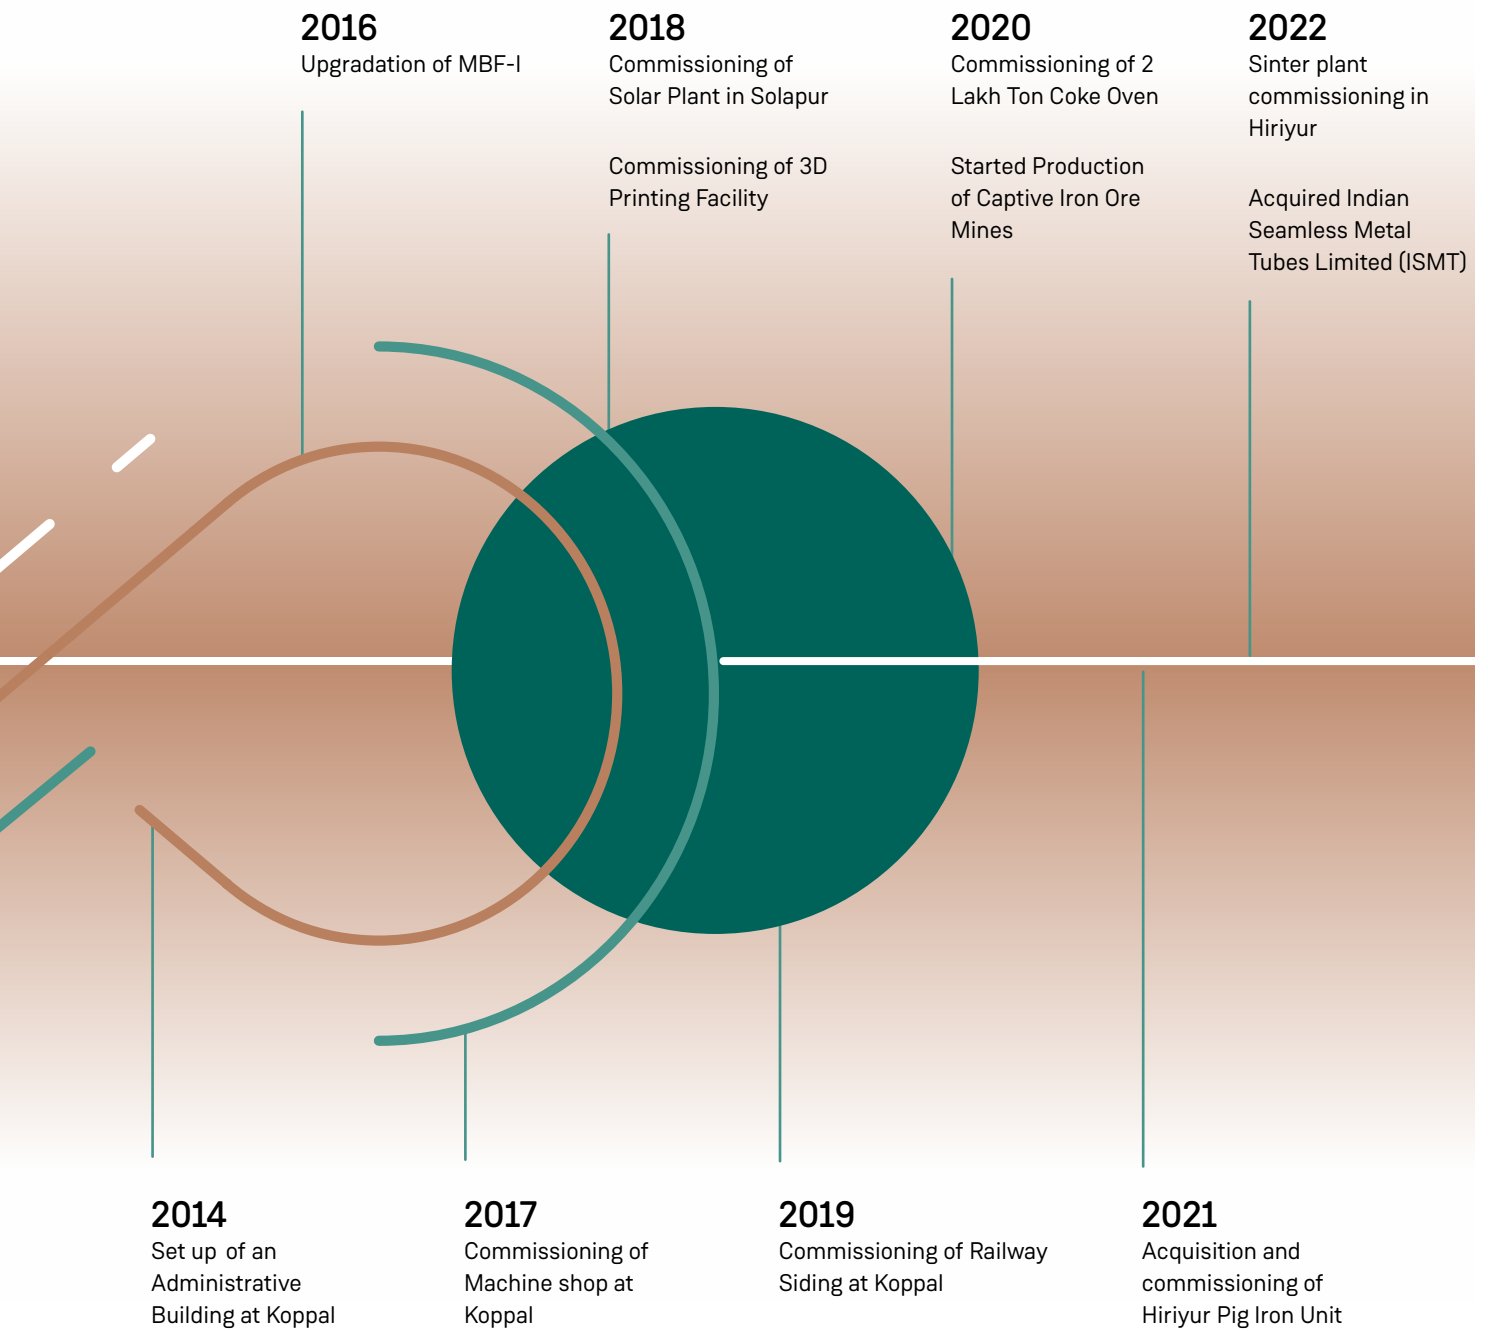 2016
Upgradation of MBF-I
2018
Commissioning of
Solar Plant in Solapur
Commissioning of 3D
Printing Facility
2020
Commissioning of 2
Lakh Ton Coke Oven
Started Production
of Captive Iron Ore
Mines
2022
Sinter plant
commissioning in
Hiriyur
Acquired Indian
Seamless Metal
Tubes Limited (ISMT)
2014
Set up of an
Administrative
Building at Koppal
2017
Commissioning of
Machine shop at
Koppal
2019
Commissioning of Railway
Siding at Koppal
2021
Acquisition and
commissioning of
Hiriyur Pig Iron Unit